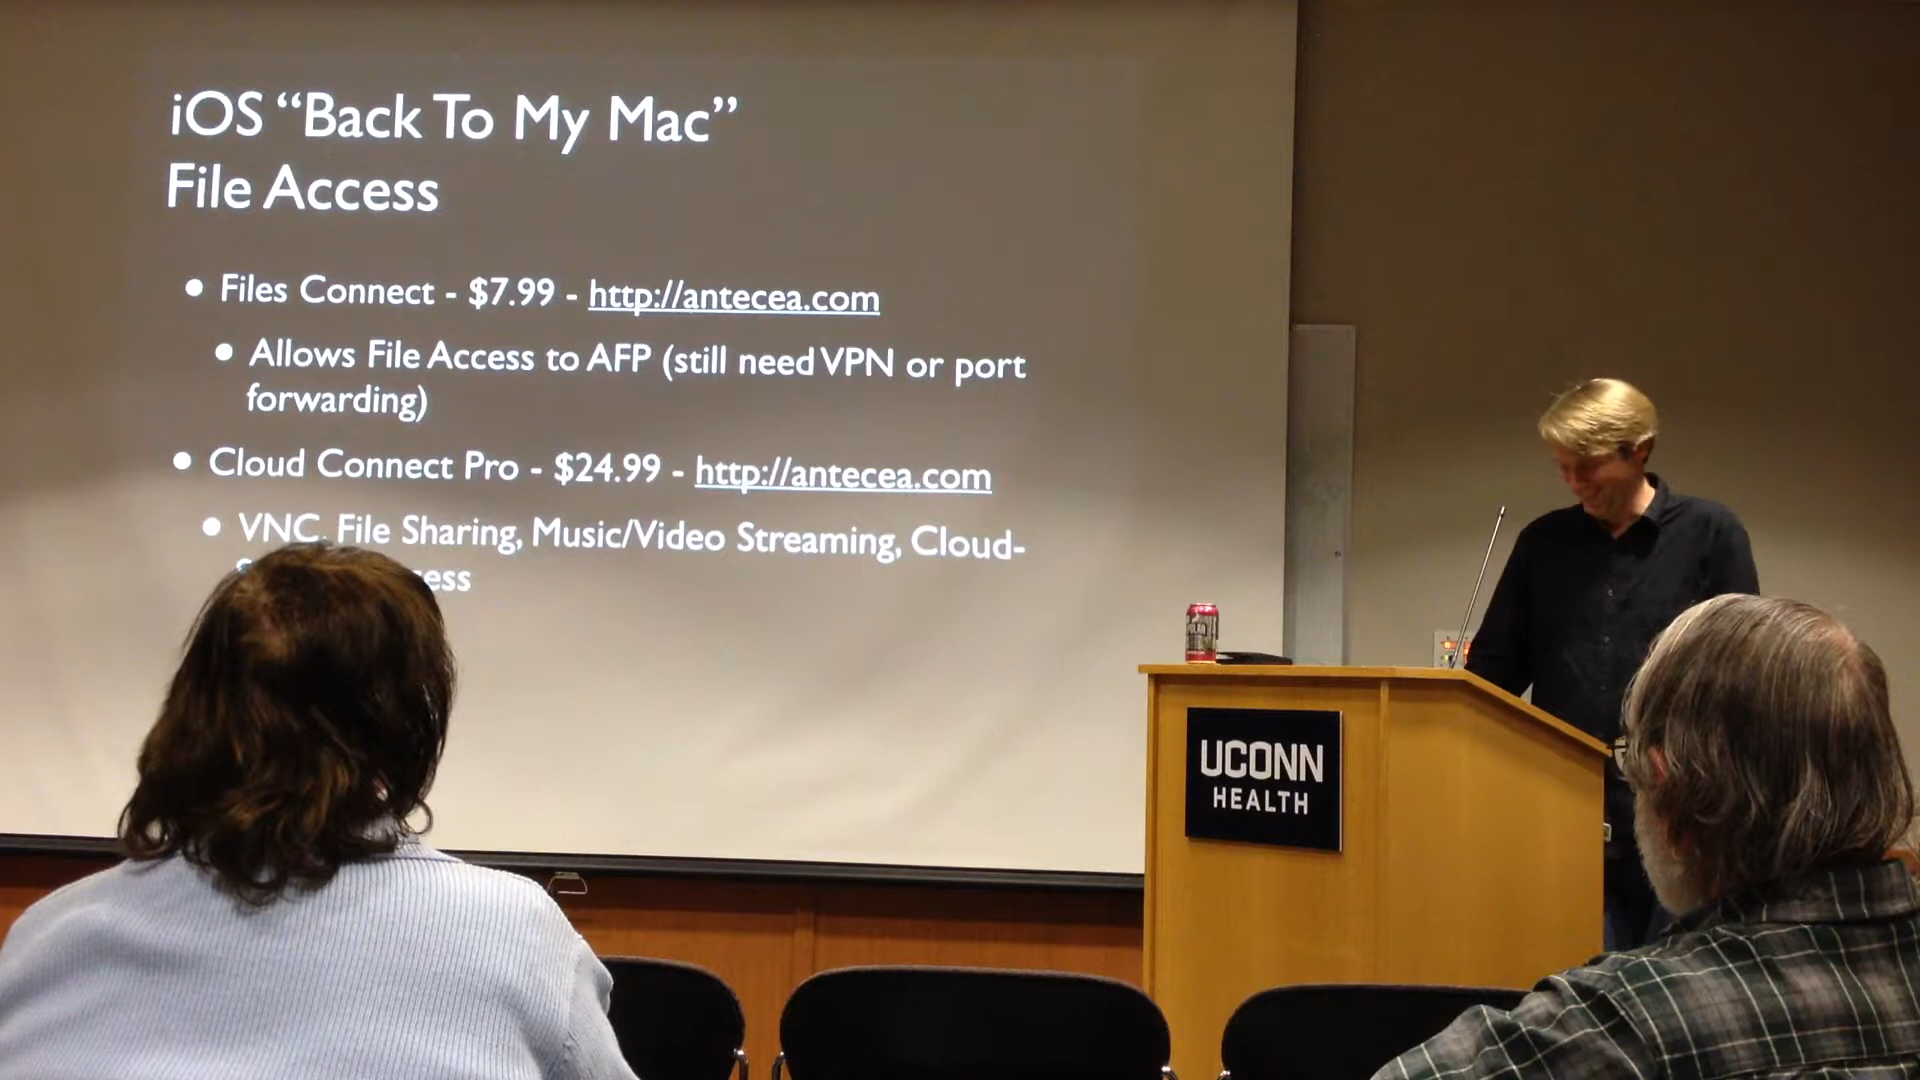 iOS “Back To My Mac”
File Access
• Files Connect - $7.99 - http://antecea.com
• Allows File Access to AFP (still need VPN or port
forwarding)
• Cloud Connect Pro - $24.99 - http://antecea.com
• VNC, File Sharing, Music/Video Streaming, Cloud-
UCONN
HEALTH